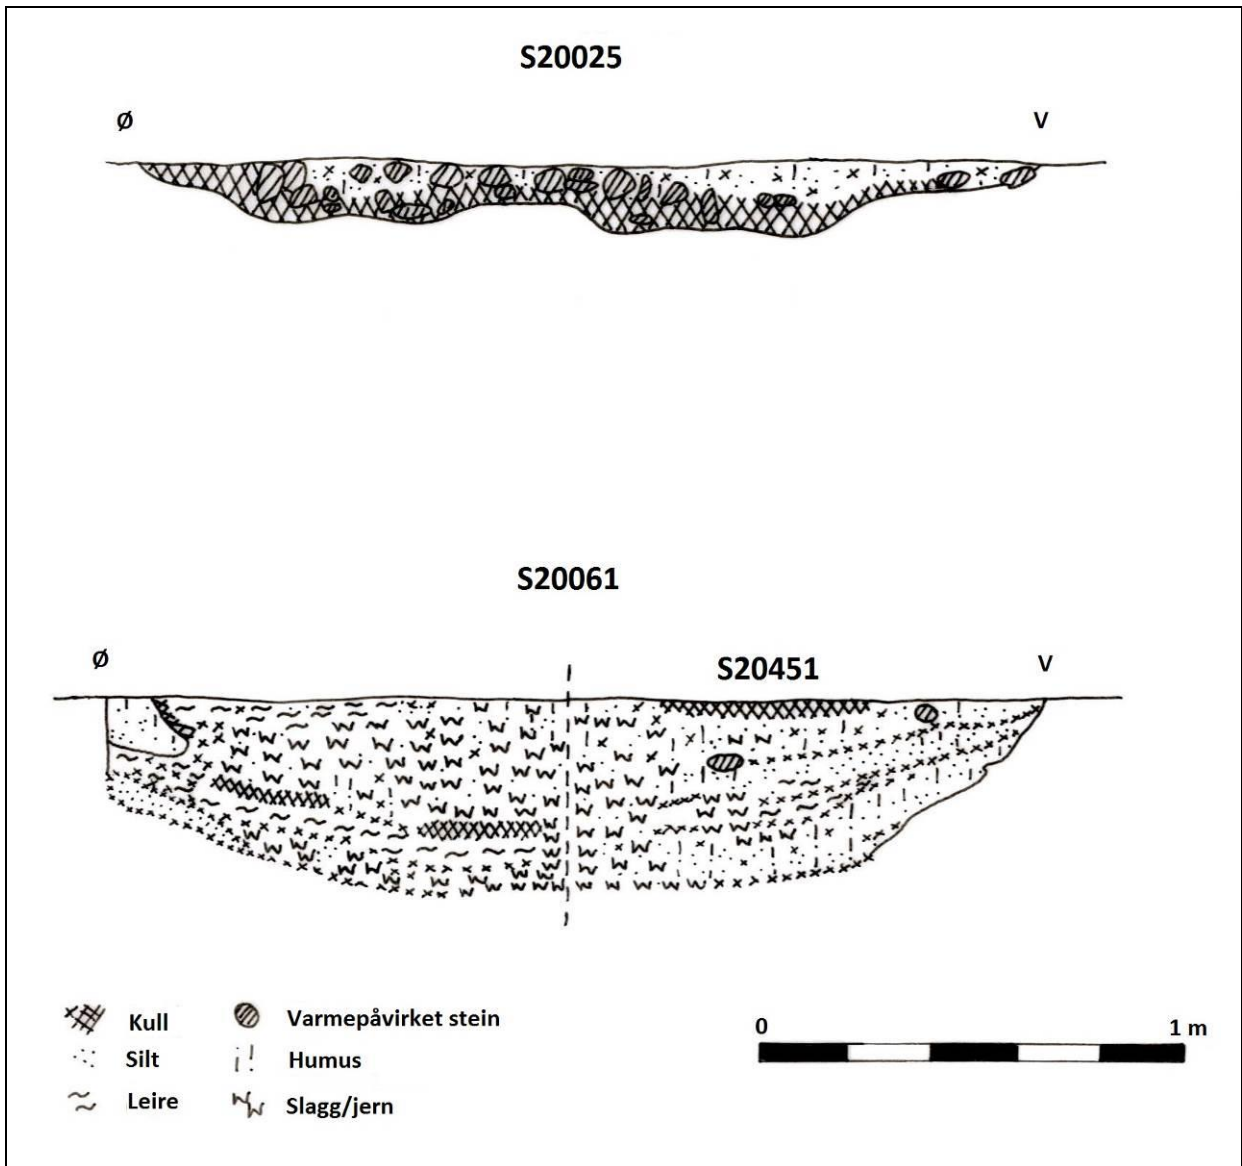 S20025
Ø V
S20061
Ø S20451 V
Kull Varmepåvirket stein
Silt Humus
Leire Slagg/jern
0 1 m